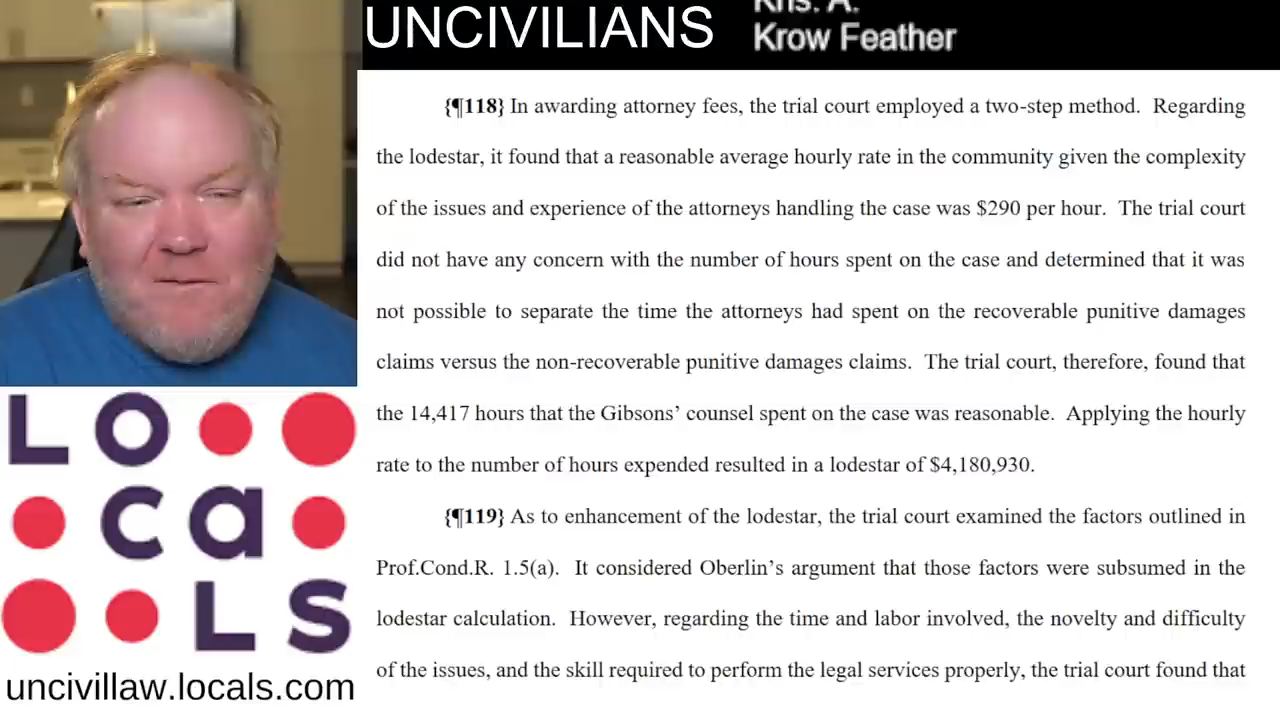 UNCIVILIANS
Kris. A.
Krow Feather
{¶118} In awarding attorney fees, the trial court employed a two-step method. Regarding
the lodestar, it found that a reasonable average hourly rate in the community given the complexity
of the issues and experience of the attorneys handling the case was $290 per hour. The trial court
did not have any concern with the number of hours spent on the case and determined that it was
not possible to separate the time the attorneys had spent on the recoverable punitive damages
claims versus the non-recoverable punitive damages claims. The trial court, therefore, found that
the 14,417 hours that the Gibsons’ counsel spent on the case was reasonable. Applying the hourly
rate to the number of hours expended resulted in a lodestar of $4,180,930.
{¶119} As to enhancement of the lodestar, the trial court examined the factors outlined in
Prof.Cond.R. 1.5(a). It considered Oberlin’s argument that those factors were subsumed in the
lodestar calculation. However, regarding the time and labor involved, the novelty and difficulty
of the issues, and the skill required to perform the legal services properly, the trial court found that
LO
ca
LS
uncivillaw.locals.com